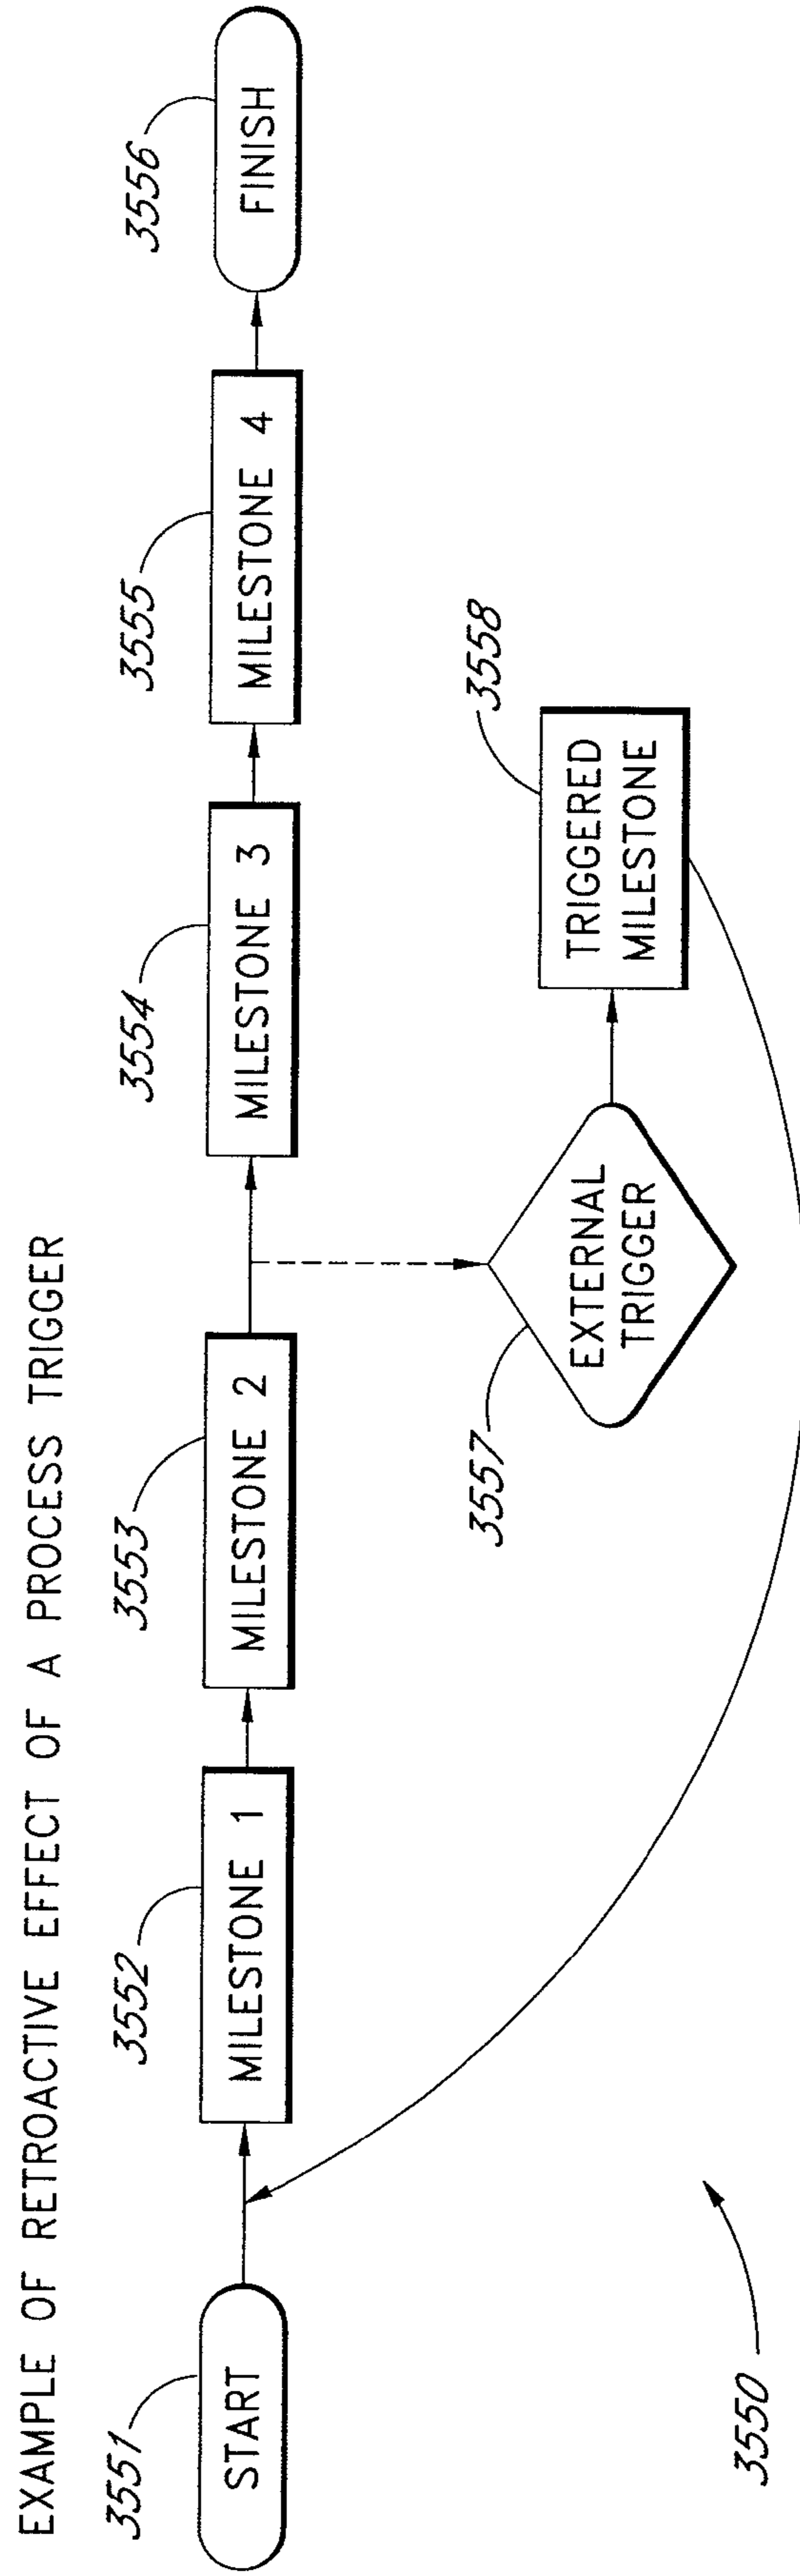 EXAMPLE OF RETROACTIVE EFFECT OF A PROCESS TRIGGER
3551
START
3552
MILESTONE 1
3553
MILESTONE 2
3554
MILESTONE 3
3555
MILESTONE 4
3556
FINISH
3557
EXTERNAL
TRIGGER
3558
TRIGGERED
MILESTONE
3550